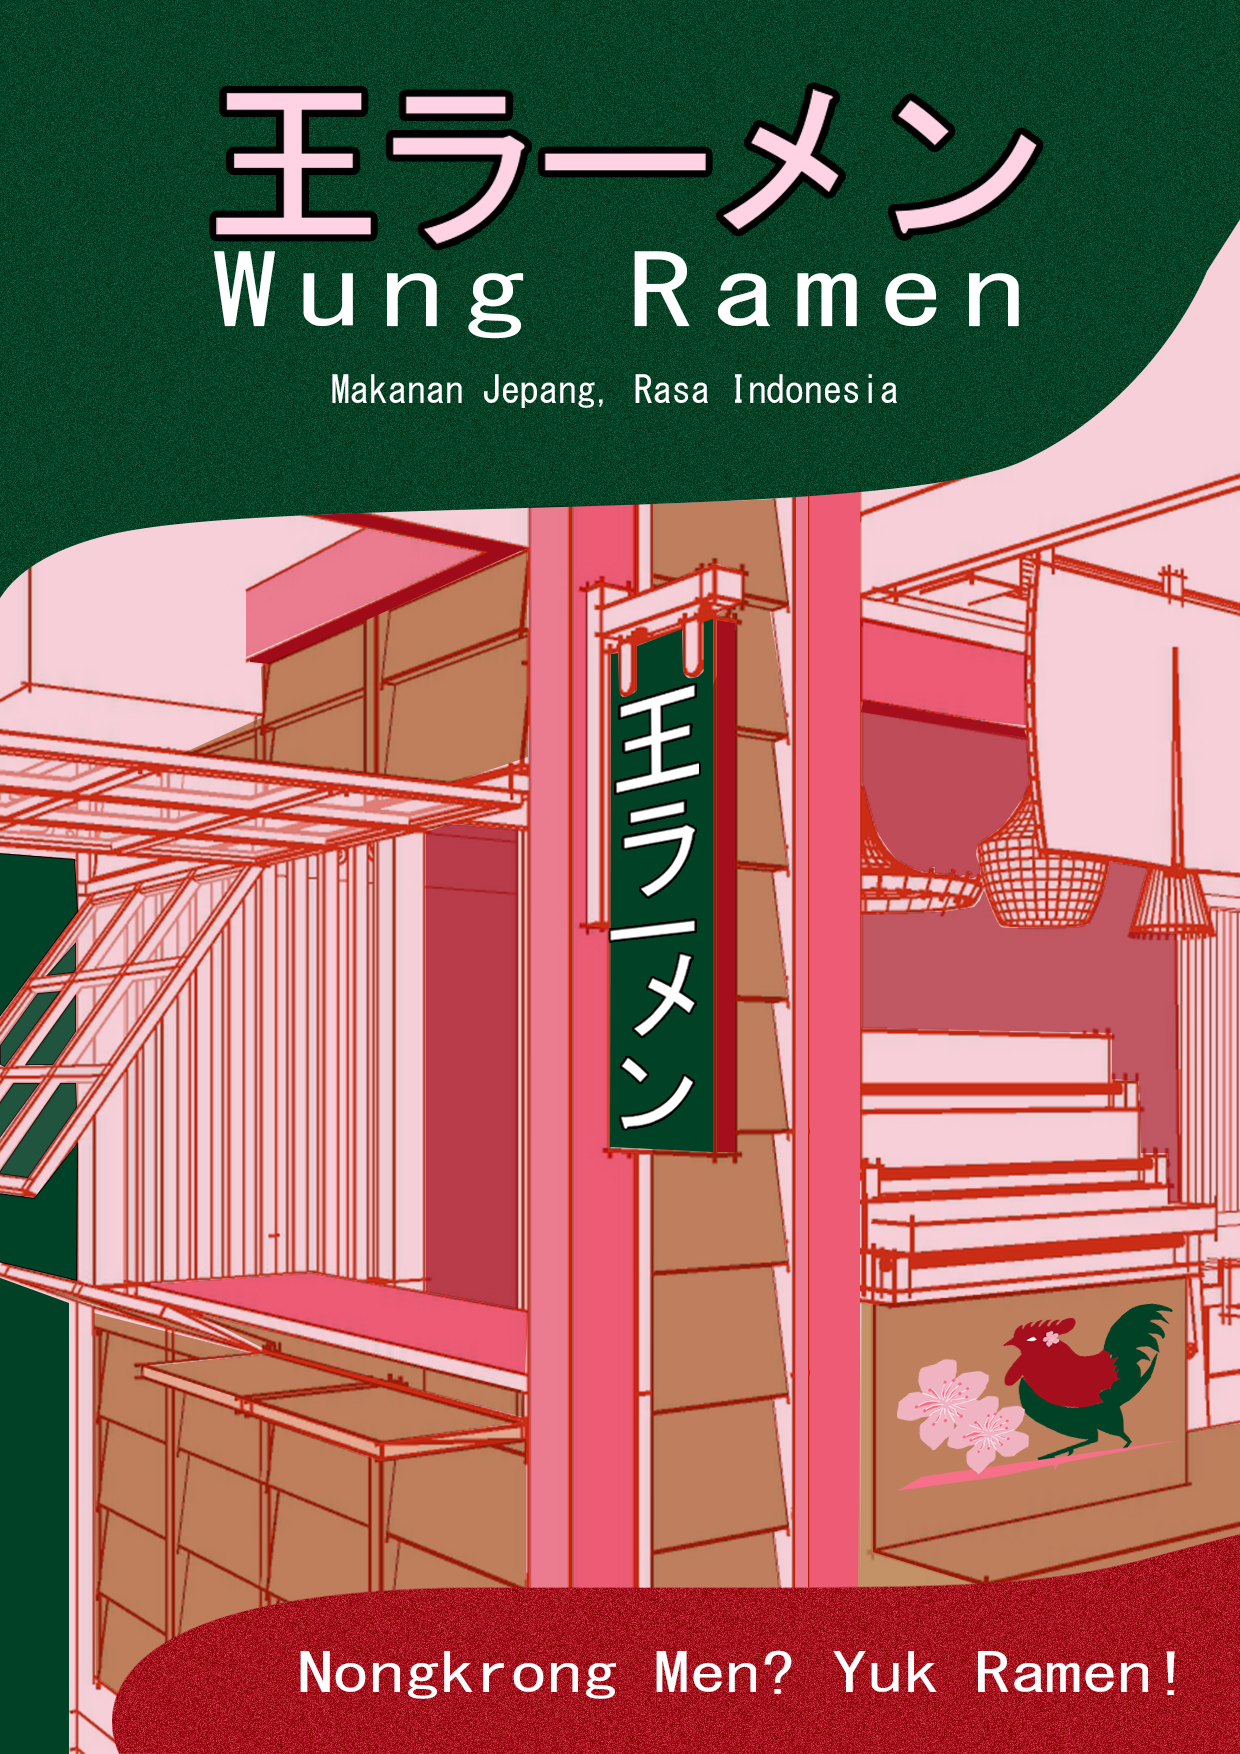 王ラーメン
Wung Ramen
Makanan Jepang, Rasa Indonesia
王ラーメン
Nongkrong Men? Yuk Ramen!